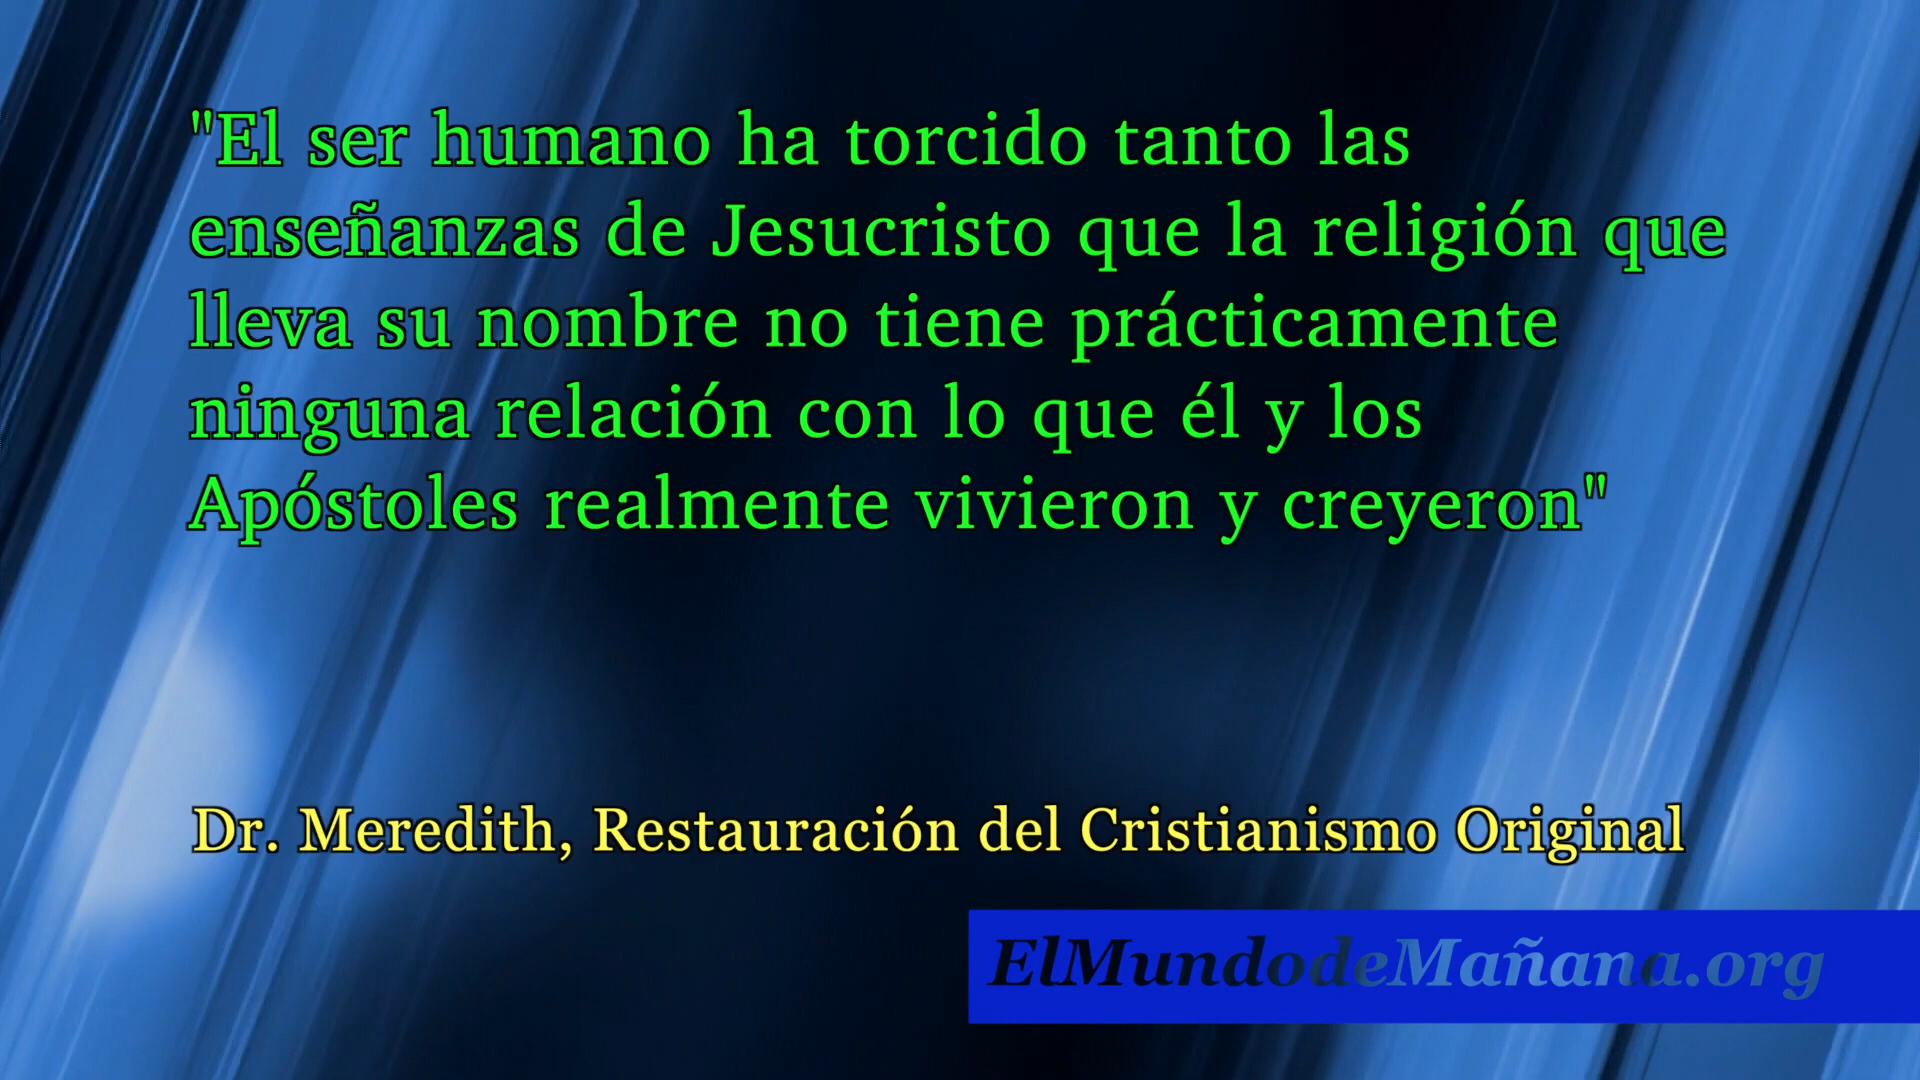 "El ser humano ha torcido tanto las
enseñanzas de Jesucristo que la religión que
lleva su nombre no tiene prácticamente
ninguna relación con lo que él y los
Apóstoles realmente vivieron y creyeron"
Dr. Meredith, Restauración del Cristianismo Original
ElMundodeMañana.org